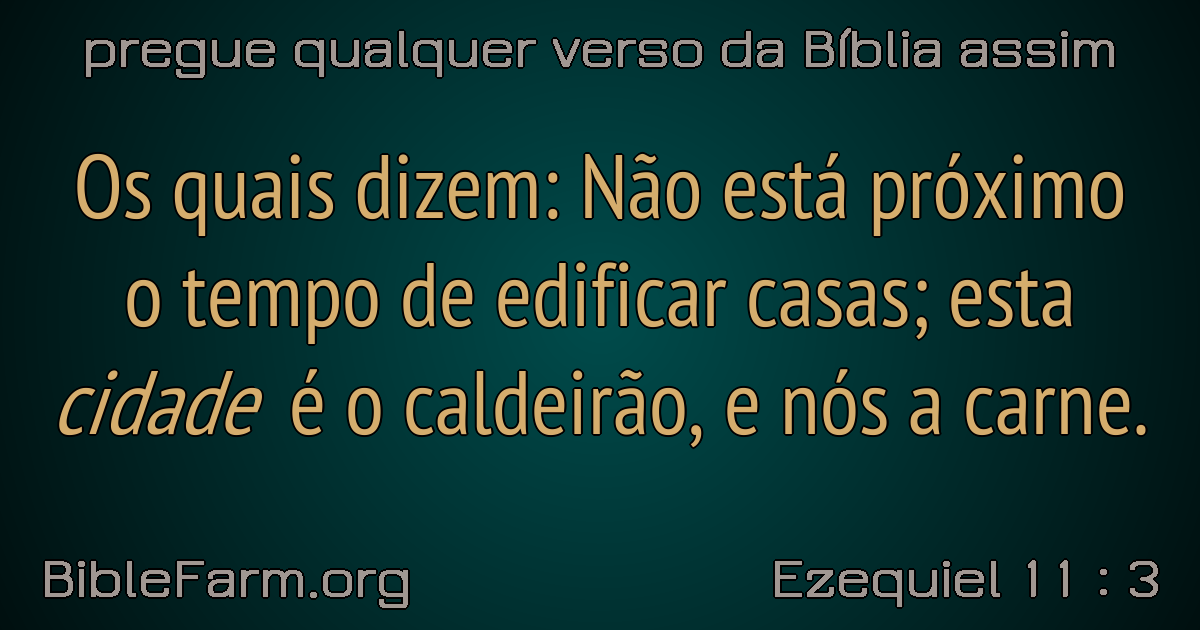 pregue qualquer verso da Bíblia assim
Os quais dizem: Não está próximo
o tempo de edificar casas; esta
cidade é o caldeirão, e nós a carne.
BibleFarm.org
Ezequiel 11 : 3